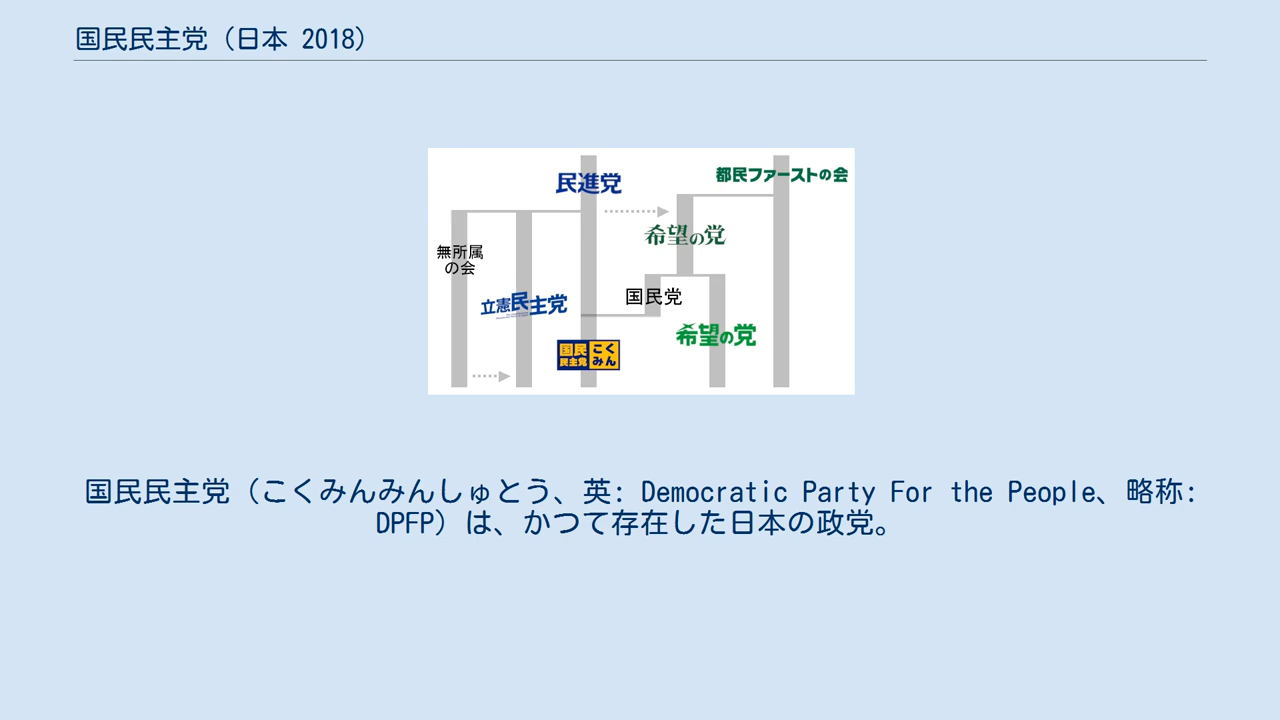 国民民主党（日本 2018）
民進党
都民ファーストの会
希望の党
無所属
の会
国民党
立憲民主党
希望の党
国民
民主党
こく
みん
国民民主党（こくみんみんしゅとう、英: Democratic Party For the People、略称:
DPFP）は、かつて存在した日本の政党。